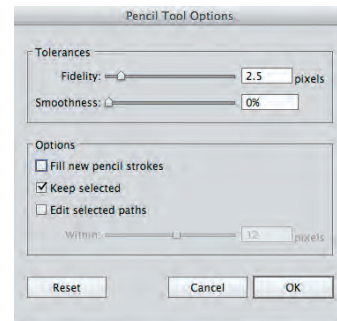 Pencil Tool Options
Tolerances
Fidelity: 2.5 pixels
Smoothness: 0%
Options
Fill new pencil strokes
Keep selected
Edit selected paths
Within: 12 pixels
Reset Cancel OK